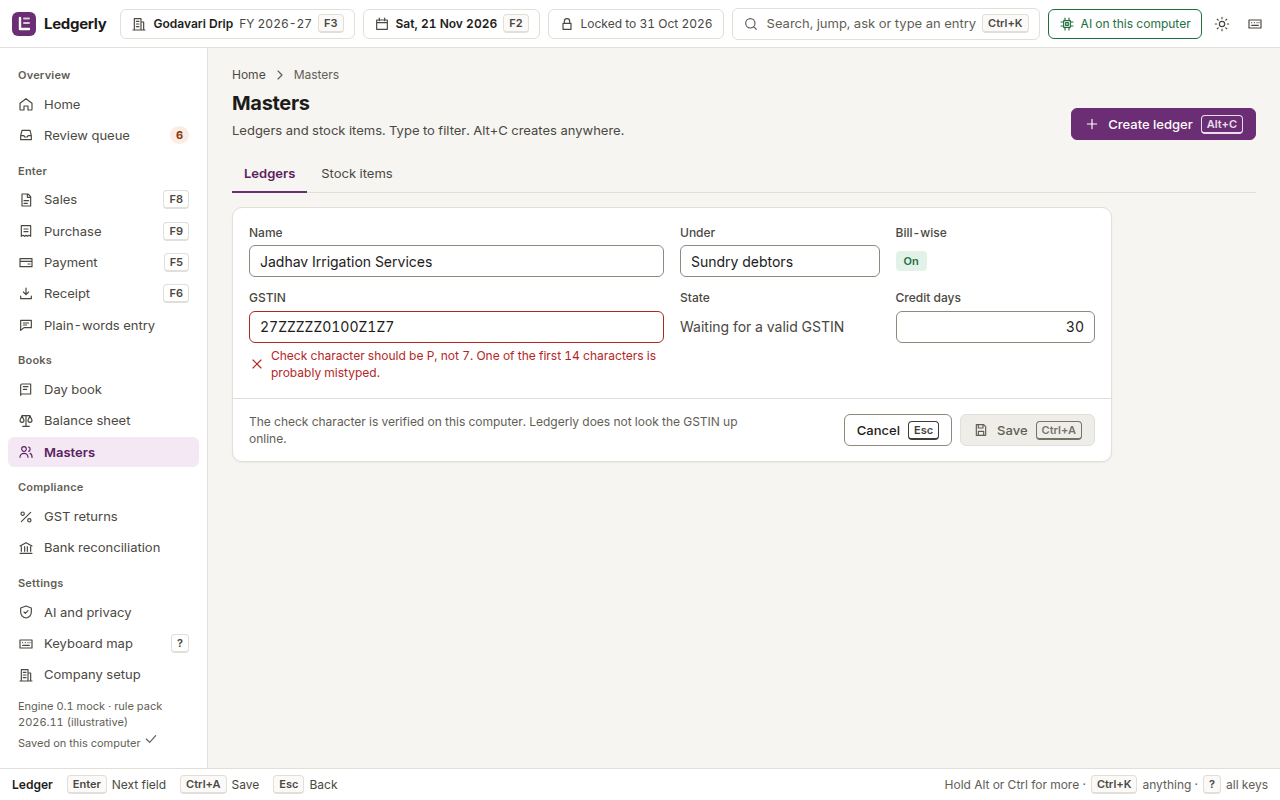 Ledgerly
Godavari Drip FY 2026-27 F3
Sat, 21 Nov 2026 F2
Locked to 31 Oct 2026
Search, jump, ask or type an entry Ctrl+K
AI on this computer
Overview
Home
Review queue 6
Enter
Sales F8
Purchase F9
Payment F5
Receipt F6
Plain-words entry
Books
Day book
Balance sheet
Masters
Compliance
GST returns
Bank reconciliation
Settings
AI and privacy
Keyboard map ?
Company setup
Engine 0.1 mock · rule pack
2026.11 (illustrative)
Saved on this computer
Home Masters
Masters
Ledgers and stock items. Type to filter. Alt+C creates anywhere.
Create ledger Alt+C
Ledgers Stock items
Name Under Bill-wise
Jadhav Irrigation Services Sundry debtors On
GSTIN State Credit days
27ZZZZZ0100Z1Z7 Waiting for a valid GSTIN 30
Check character should be P, not 7. One of the first 14 characters is
probably mistyped.
The check character is verified on this computer. Ledgerly does not look the GSTIN up
online.
Cancel Esc Save Ctrl+A
Ledger Enter Next field Ctrl+A Save Esc Back
Hold Alt or Ctrl for more · Ctrl+K anything · ? all keys